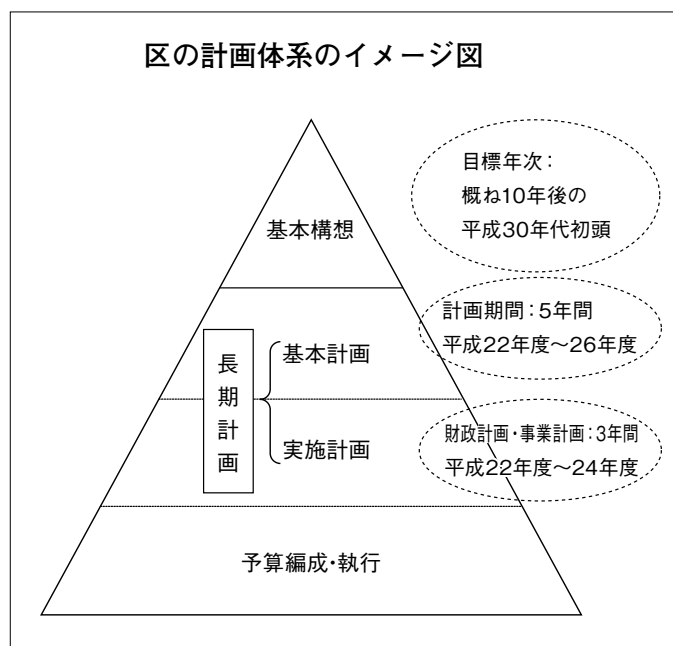 区の計画体系のイメージ図
目標年次：
概ね10年後の
平成30年代初頭
基本構想
計画期間：5年間
平成22年度～26年度
長期計画
基本計画
実施計画
財政計画・事業計画：3年間
平成22年度～24年度
予算編成・執行